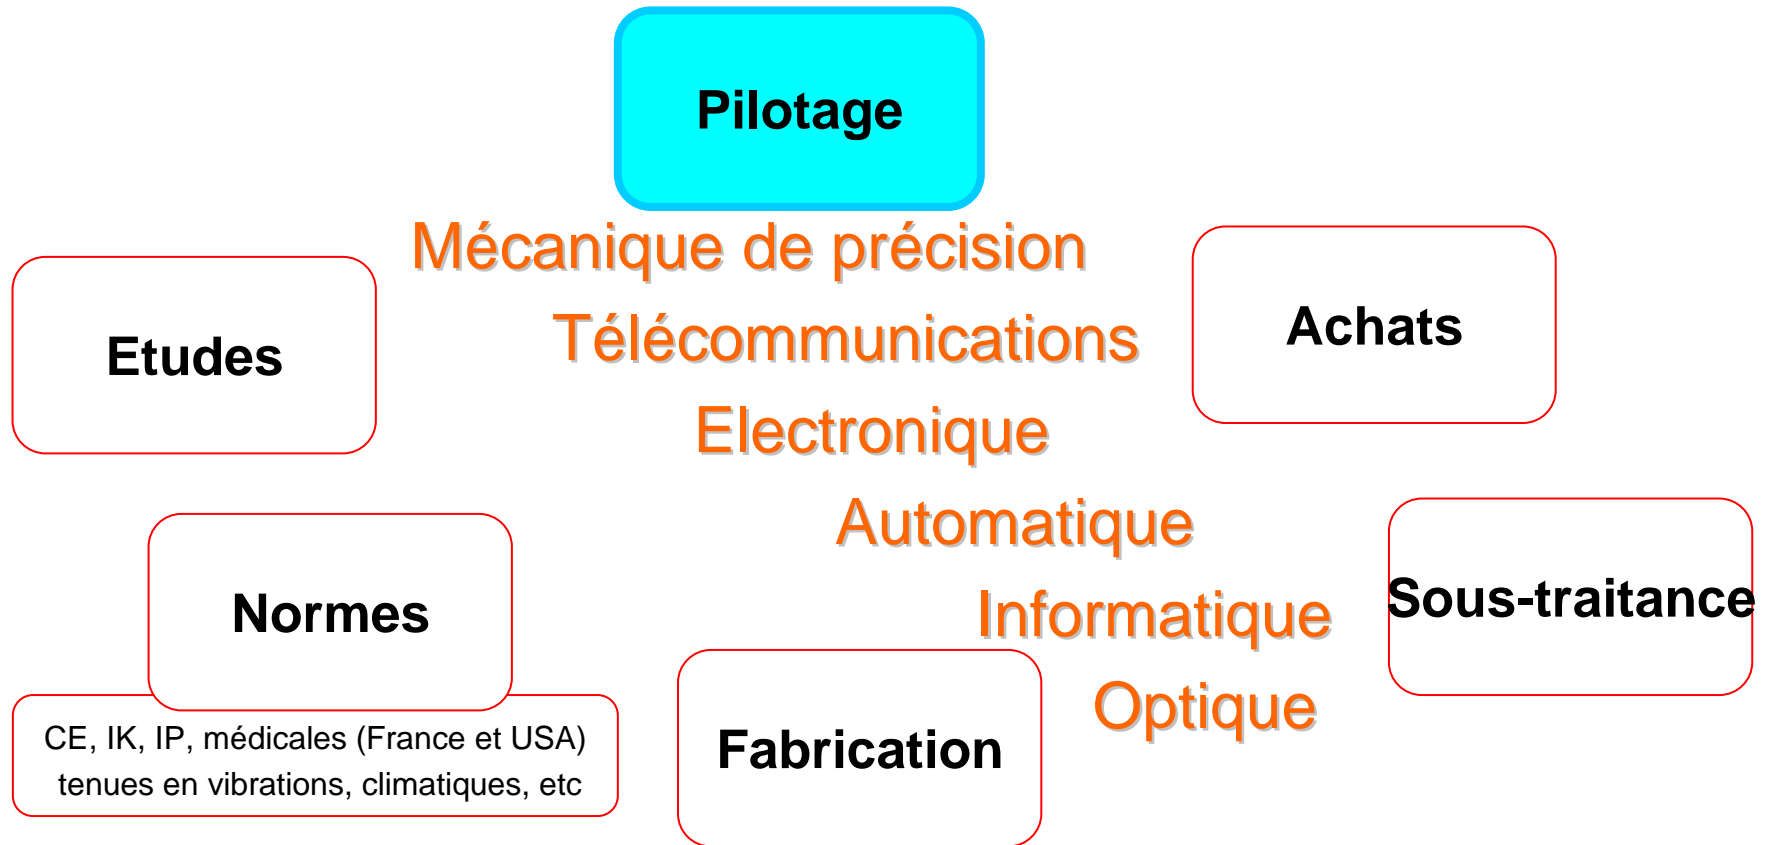 Pilotage
Mécanique de précision
Achats
Télécommunications
Etudes
Electronique
Automatique
Sous-traitance
Informatique
Normes
Optique
Fabrication
CE, IK, IP, médicales (France et USA)
tenues en vibrations, climatiques, etc